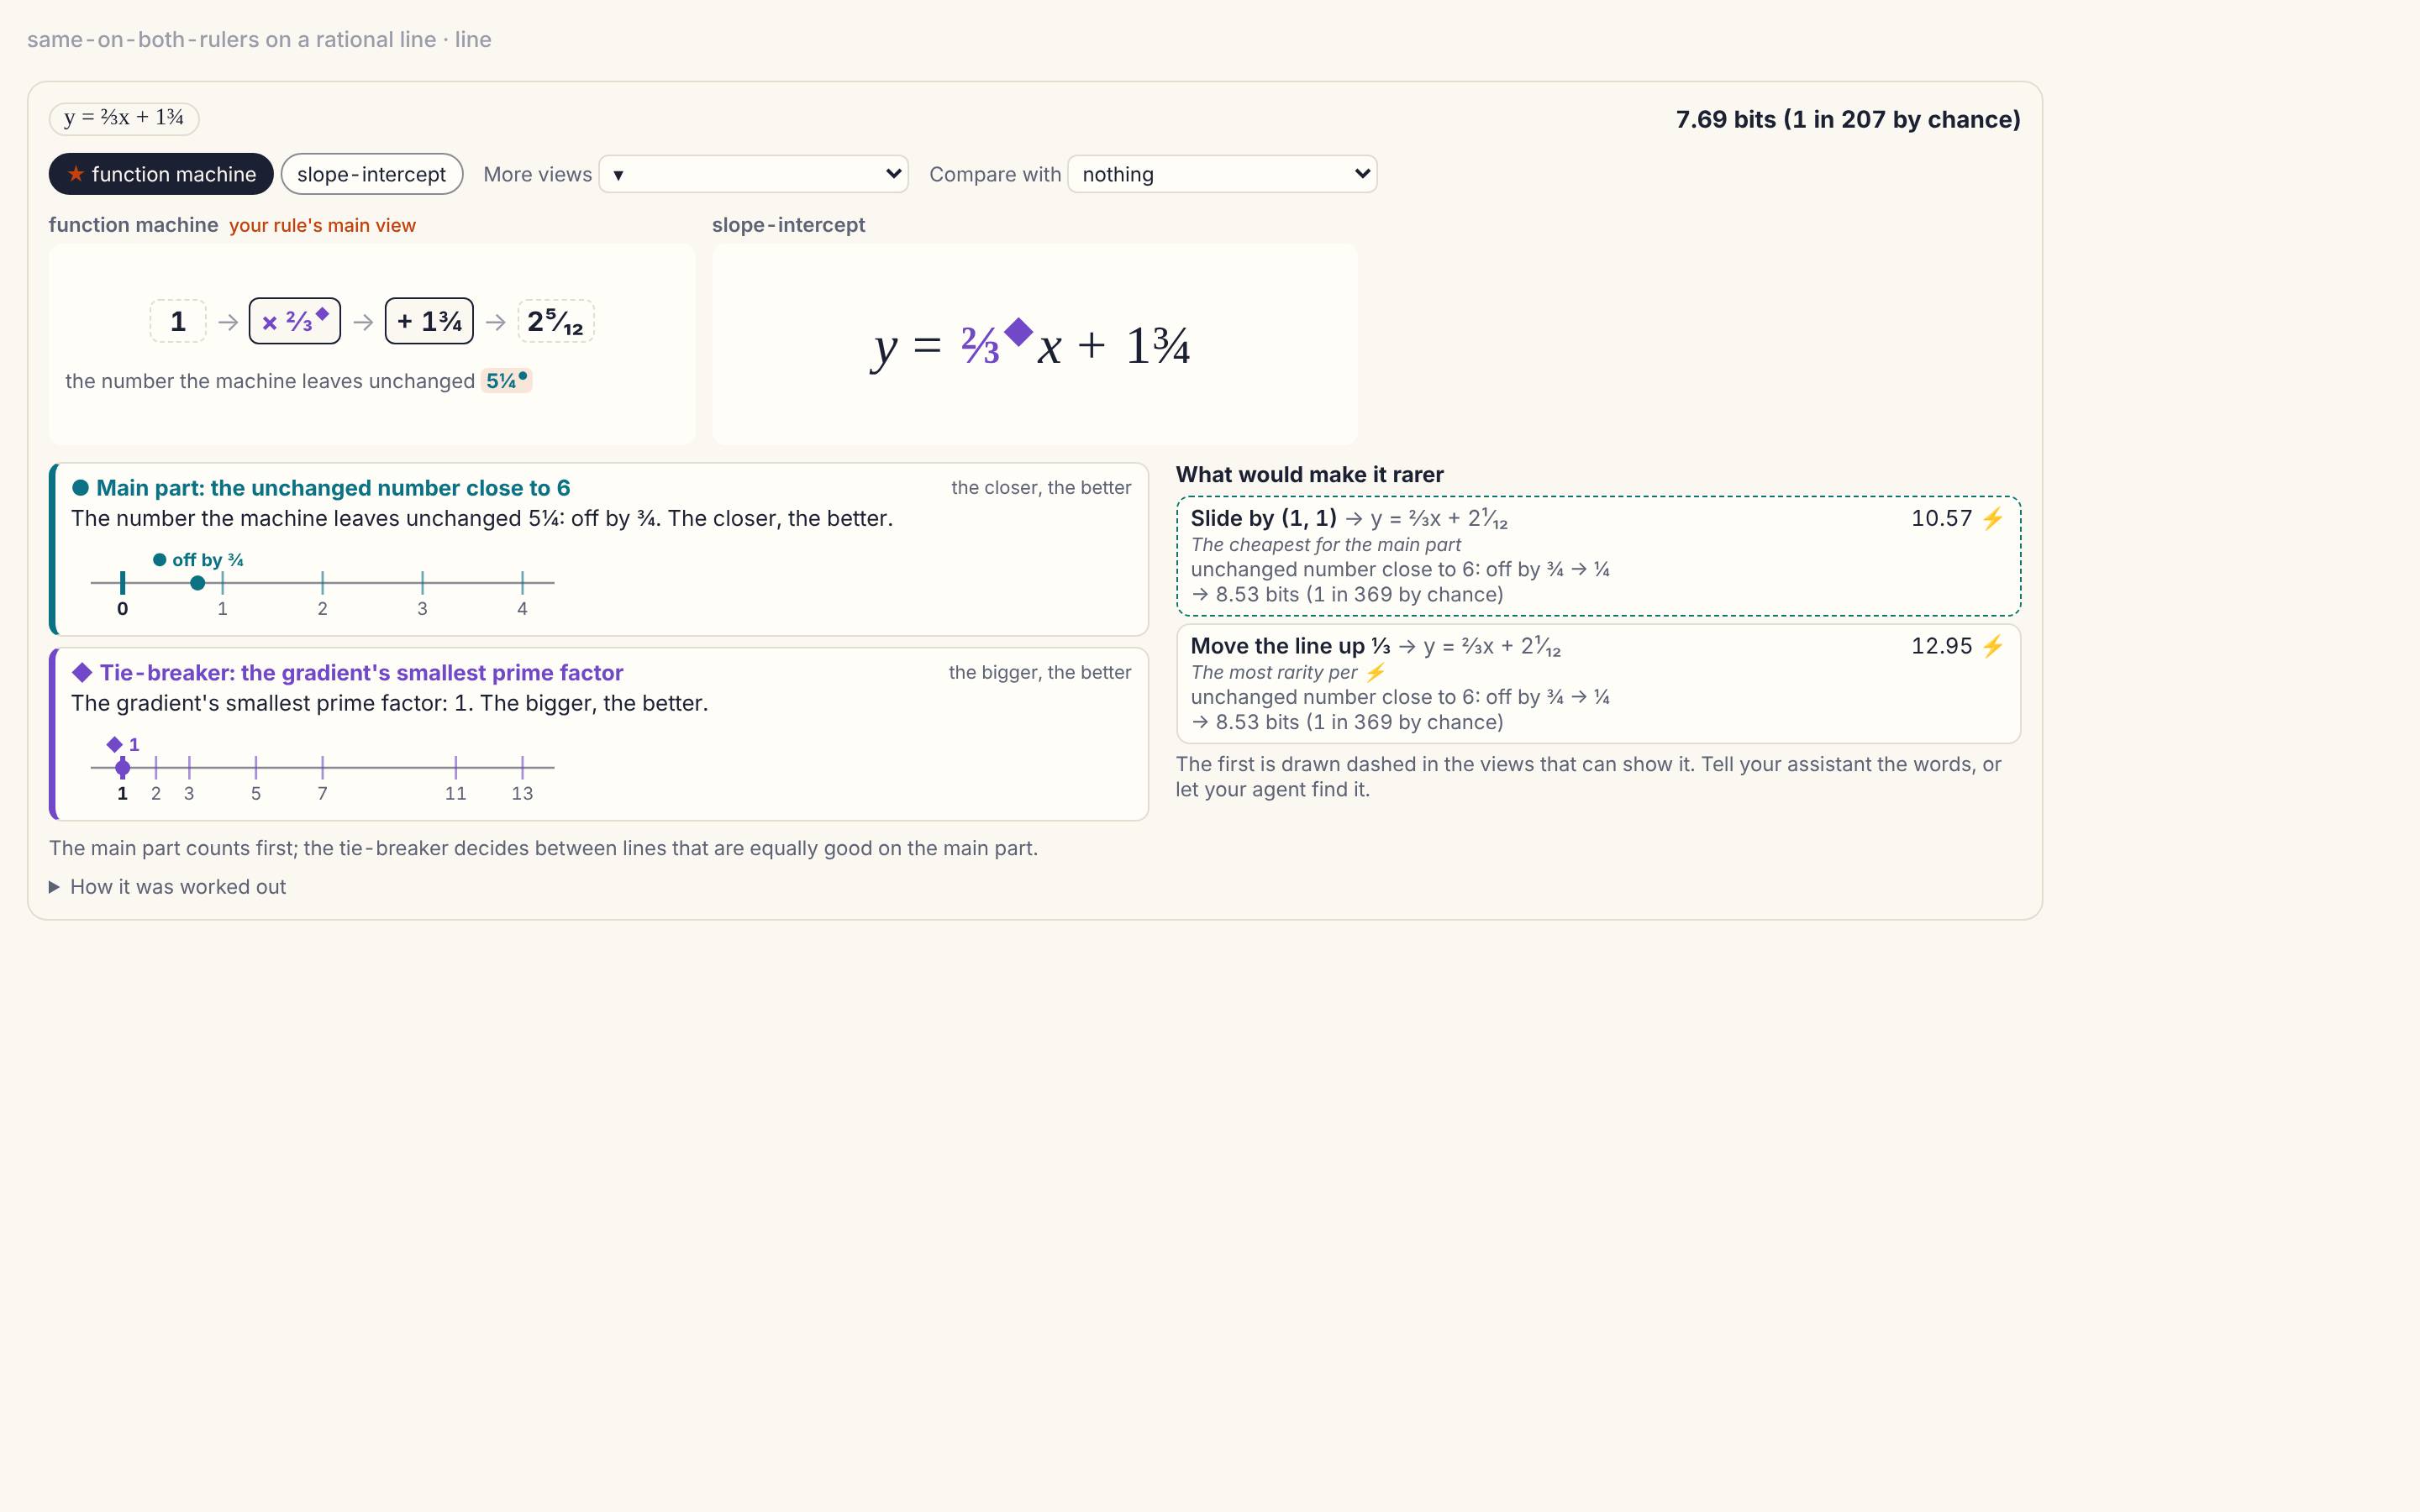 same-on-both-rulers on a rational line · line
y = ⅔x + 1¾
7.69 bits (1 in 207 by chance)
★ function machine
slope-intercept
More views ▾
Compare with nothing
function machine your rule's main view
slope-intercept
1 → × ⅔◆ → + 1¾ → 2⁵⁄₁₂
the number the machine leaves unchanged 5¼●
y = ⅔◆x + 1¾
● Main part: the unchanged number close to 6
the closer, the better
The number the machine leaves unchanged 5¼: off by ¾. The closer, the better.
● off by ¾
0 1 2 3 4
◆ Tie-breaker: the gradient's smallest prime factor
the bigger, the better
The gradient's smallest prime factor: 1. The bigger, the better.
◆ 1
1 2 3 5 7 11 13
What would make it rarer
Slide by (1, 1) → y = ⅔x + 2¹⁄₁₂ 10.57 ⚡
The cheapest for the main part
unchanged number close to 6: off by ¾ → ¼
→ 8.53 bits (1 in 369 by chance)
Move the line up ⅓ → y = ⅔x + 2¹⁄₁₂ 12.95 ⚡
The most rarity per ⚡
unchanged number close to 6: off by ¾ → ¼
→ 8.53 bits (1 in 369 by chance)
The first is drawn dashed in the views that can show it. Tell your assistant the words, or
let your agent find it.
The main part counts first; the tie-breaker decides between lines that are equally good on the main part.
▶ How it was worked out